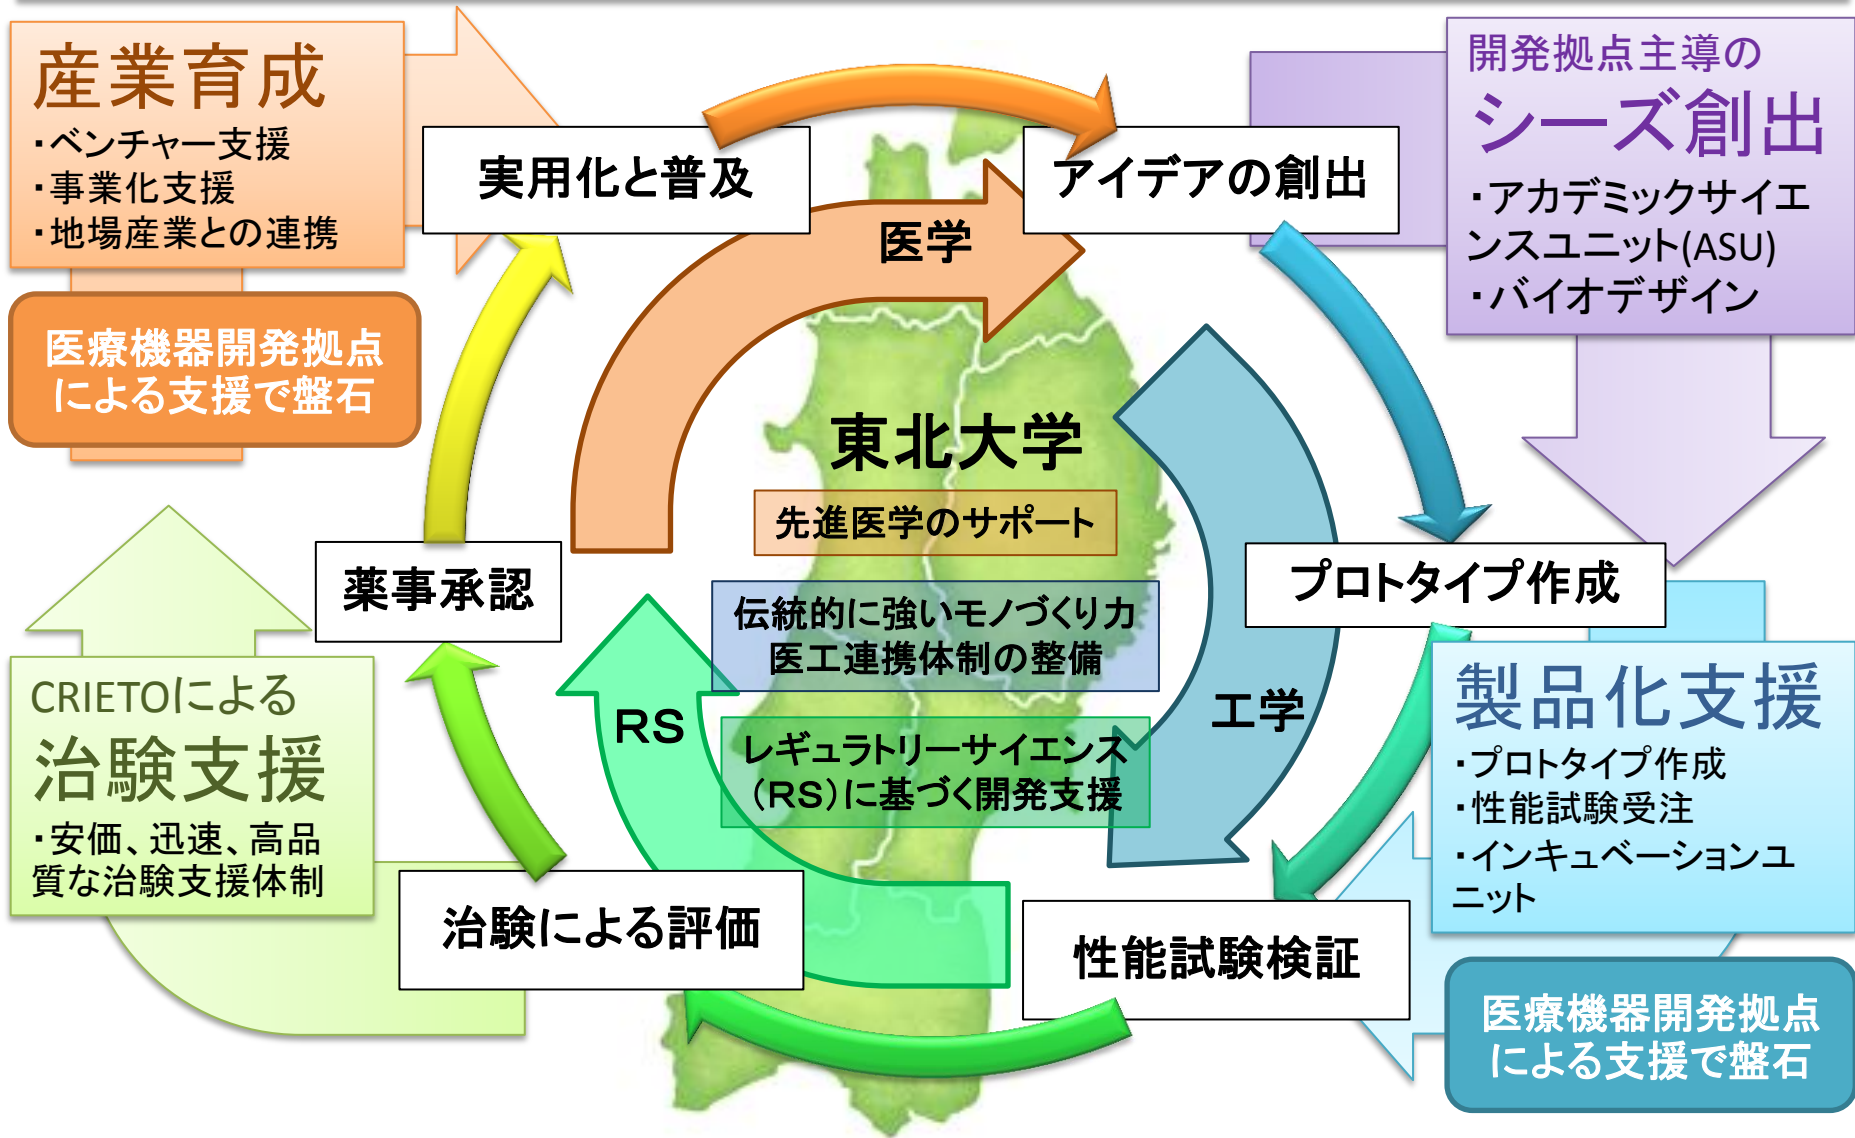 産業育成
・ベンチャー支援
・事業化支援
・地場産業との連携
医療機器開発拠点
による支援で盤石
実用化と普及
アイデアの創出
開発拠点主導の
シーズ創出
・アカデミックサイエ
ンスユニット(ASU)
・バイオデザイン
医学
東北大学
先進医学のサポート
伝統的に強いモノづくり力
医工連携体制の整備
レギュラトリーサイエンス
（RS）に基づく開発支援
RS
工学
薬事承認
プロトタイプ作成
CRIETOによる
治験支援
・安価、迅速、高品
質な治験支援体制
治験による評価
性能試験検証
製品化支援
・プロトタイプ作成
・性能試験受注
・インキュベーションユ
ニット
医療機器開発拠点
による支援で盤石